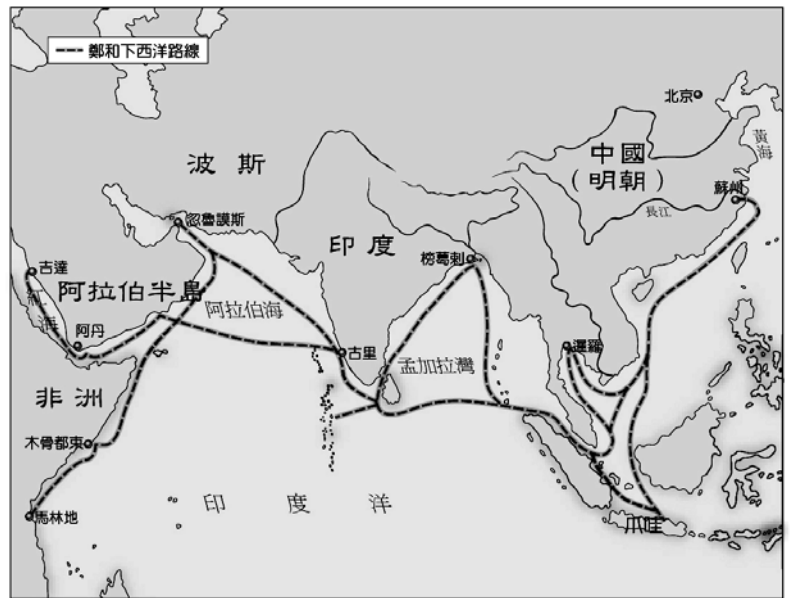 鄭和下西洋路線
北京
黃海
中國
(明朝)
蘇州
長江
波斯
忽魯謨斯
印度
榜葛剌
吉達
紅海
阿拉伯半島
阿拉伯海
阿丹
古里
孟加拉灣
暹羅
非洲
木骨都束
馬林地
印度洋
爪哇